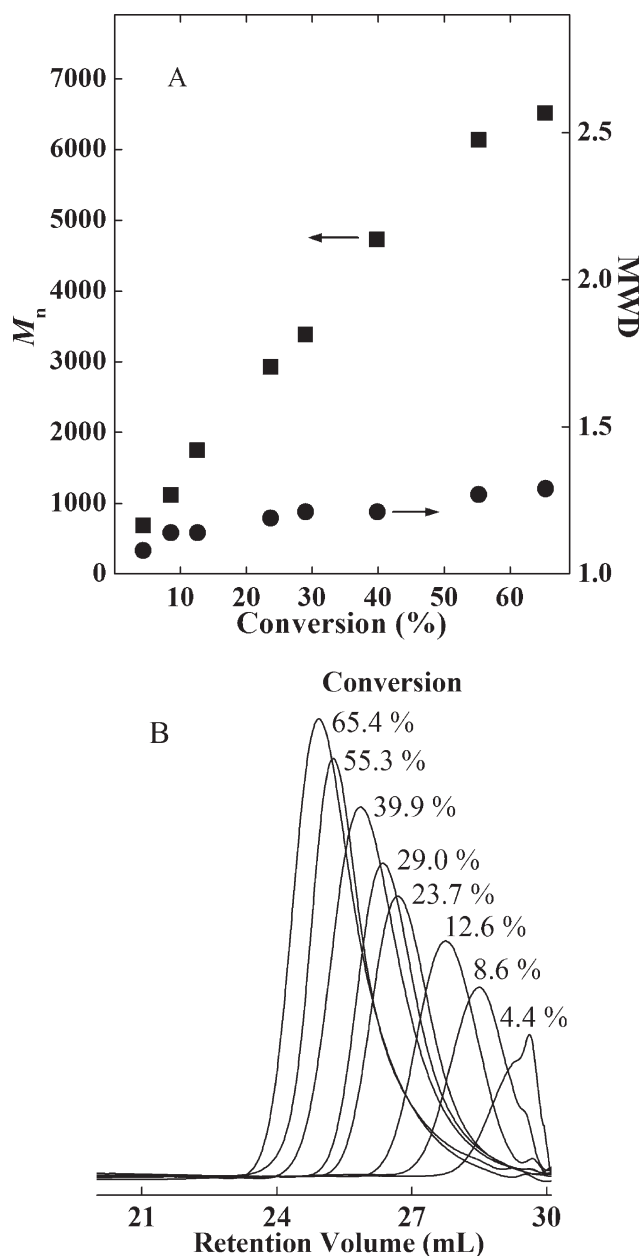 A
7000
6000
5000
4000
3000
2000
1000
0
Mn
2.5
2.0
1.5
1.0
MWD
10 20 30 40 50 60
Conversion (%)
Conversion
B
65.4 %
55.3 %
39.9 %
29.0 %
23.7 %
12.6 %
8.6 %
4.4 %
21 24 27 30
Retention Volume (mL)